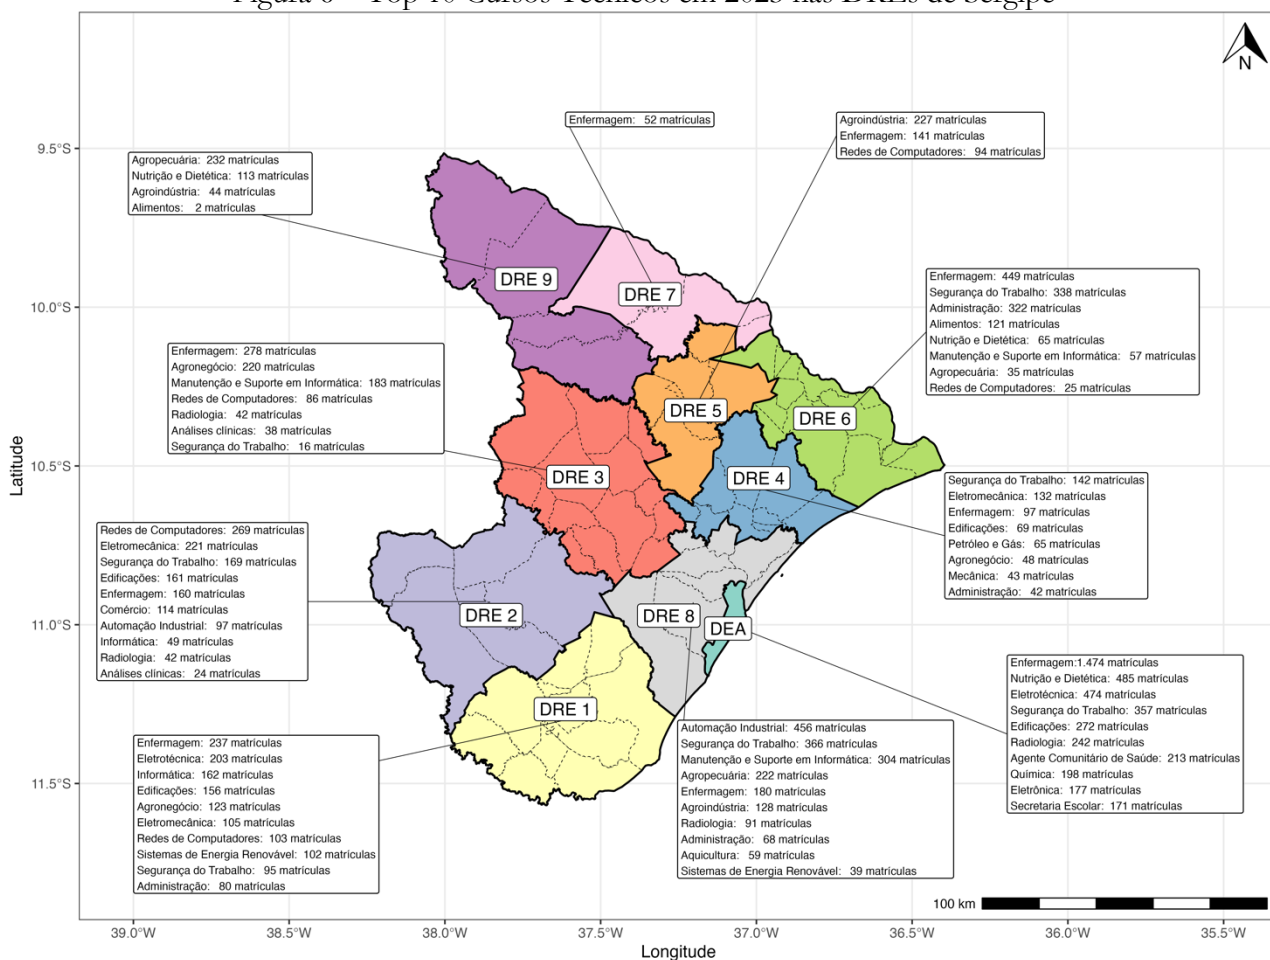 Figura 6 – Top 10 Cursos Técnicos em 2023 nas DREs de Sergipe
N
Enfermagem: 52 matrículas
Agroindústria: 227 matrículas
Enfermagem: 141 matrículas
Redes de Computadores: 94 matrículas
Agropecuária: 232 matrículas
Nutrição e Dietética: 113 matrículas
Agroindústria: 44 matrículas
Alimentos: 2 matrículas
Enfermagem: 449 matrículas
Segurança do Trabalho: 338 matrículas
Administração: 322 matrículas
Alimentos: 121 matrículas
Nutrição e Dietética: 65 matrículas
Manutenção e Suporte em Informática: 57 matrículas
Agropecuária: 35 matrículas
Redes de Computadores: 25 matrículas
Enfermagem: 278 matrículas
Agronegócio: 220 matrículas
Manutenção e Suporte em Informática: 183 matrículas
Redes de Computadores: 86 matrículas
Radiologia: 42 matrículas
Análises clínicas: 38 matrículas
Segurança do Trabalho: 16 matrículas
Segurança do Trabalho: 142 matrículas
Eletromecânica: 132 matrículas
Enfermagem: 97 matrículas
Edificações: 69 matrículas
Petróleo e Gás: 65 matrículas
Agronegócio: 48 matrículas
Mecânica: 43 matrículas
Administração: 42 matrículas
Redes de Computadores: 269 matrículas
Eletromecânica: 221 matrículas
Segurança do Trabalho: 169 matrículas
Edificações: 161 matrículas
Enfermagem: 160 matrículas
Comércio: 114 matrículas
Automação Industrial: 97 matrículas
Informática: 49 matrículas
Radiologia: 42 matrículas
Análises clínicas: 24 matrículas
Enfermagem:1.474 matrículas
Nutrição e Dietética: 485 matrículas
Eletrotécnica: 474 matrículas
Segurança do Trabalho: 357 matrículas
Edificações: 272 matrículas
Radiologia: 242 matrículas
Agente Comunitário de Saúde: 213 matrículas
Química: 198 matrículas
Eletrônica: 177 matrículas
Secretaria Escolar: 171 matrículas
Enfermagem: 237 matrículas
Eletrotécnica: 203 matrículas
Informática: 162 matrículas
Edificações: 156 matrículas
Agronegócio: 123 matrículas
Eletromecânica: 105 matrículas
Redes de Computadores: 103 matrículas
Sistemas de Energia Renovável: 102 matrículas
Segurança do Trabalho: 95 matrículas
Administração: 80 matrículas
Automação Industrial: 456 matrículas
Segurança do Trabalho: 366 matrículas
Manutenção e Suporte em Informática: 304 matrículas
Agropecuária: 222 matrículas
Enfermagem: 180 matrículas
Agroindústria: 128 matrículas
Radiologia: 91 matrículas
Administração: 68 matrículas
Aquicultura: 59 matrículas
Sistemas de Energia Renovável: 39 matrículas
DRE 9
DRE 7
DRE 5
DRE 6
DRE 3
DRE 4
DRE 2
DRE 8
DEA
DRE 1
9.5°S
10.0°S
10.5°S
11.0°S
11.5°S
Latitude
100 km
39.0°W
38.5°W
38.0°W
37.5°W
37.0°W
36.5°W
36.0°W
35.5°W
Longitude